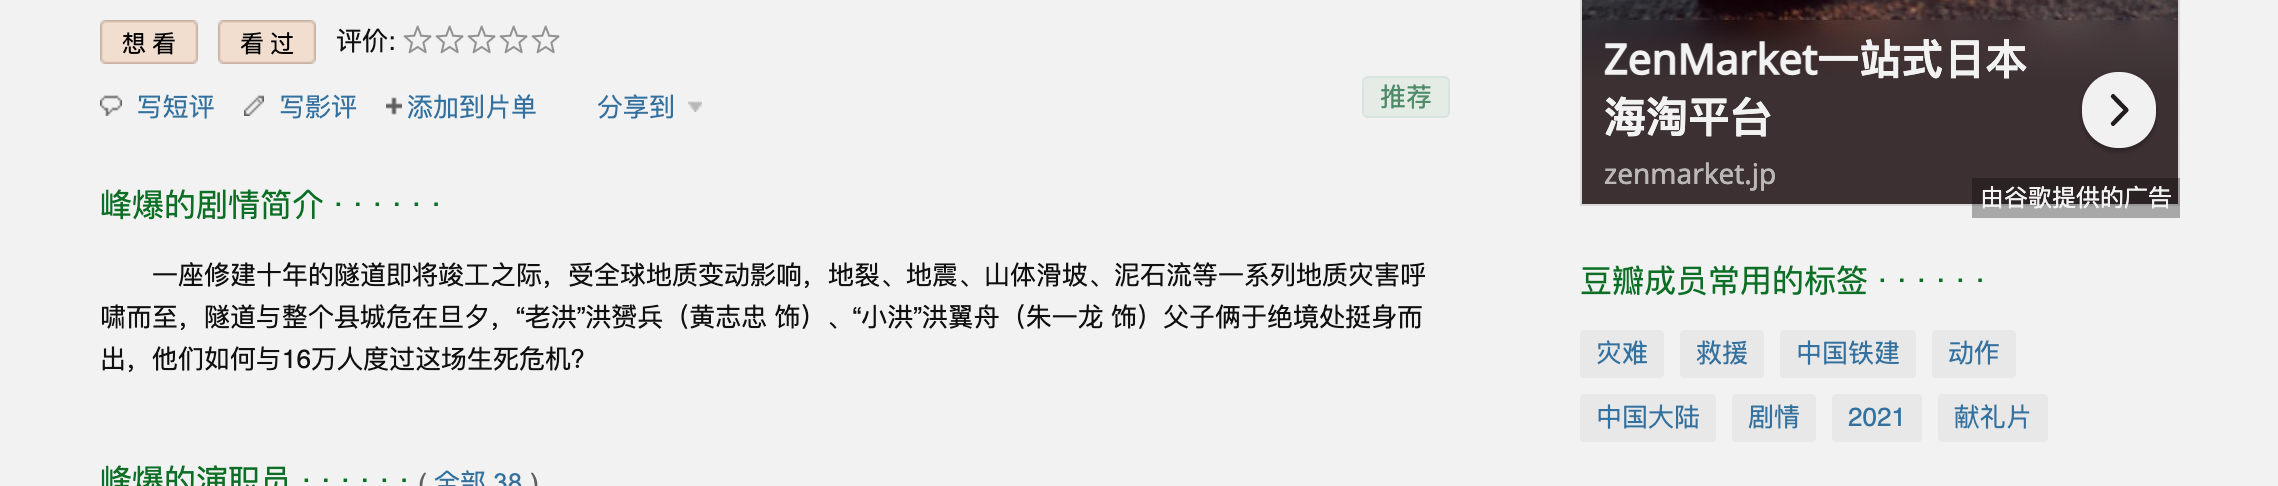 想看 看过 评价:
写短评 写影评 +添加到片单 分享到
推荐
峰爆的剧情简介 · · · · · ·
一座修建十年的隧道即将竣工之际，受全球地质变动影响，地裂、地震、山体滑坡、泥石流等一系列地质灾害呼
啸而至，隧道与整个县城危在旦夕，“老洪”洪赟兵（黄志忠 饰）、“小洪”洪翼舟（朱一龙 饰）父子俩于绝境处挺身而
出，他们如何与16万人度过这场生死危机？
峰爆的演职员 · · · · · · ( 全部 38 )
ZenMarket一站式日本
海淘平台
zenmarket.jp
由谷歌提供的广告
豆瓣成员常用的标签 · · · · · ·
灾难 救援 中国铁建 动作
中国大陆 剧情 2021 献礼片